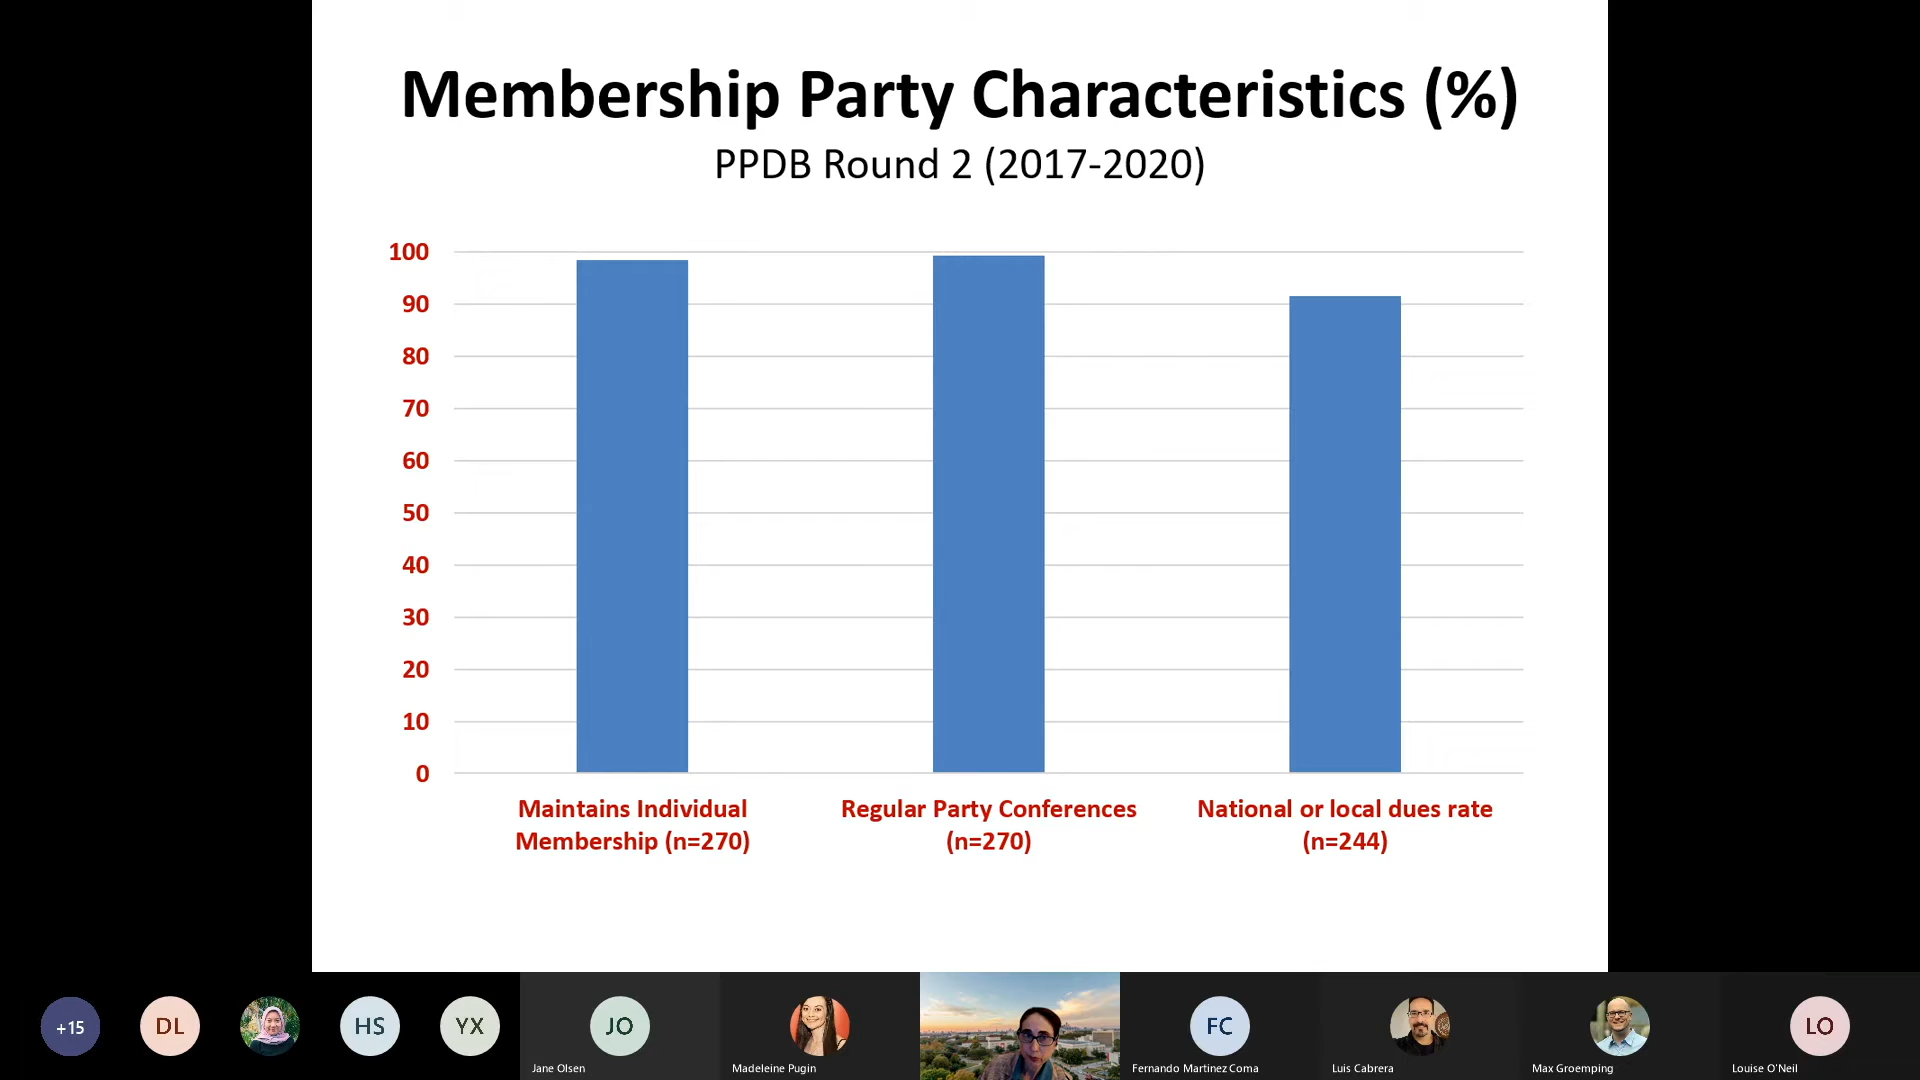 Membership Party Characteristics (%)
PPDB Round 2 (2017-2020)
100
90
80
70
60
50
40
30
20
10
0
Maintains Individual
Membership (n=270)
Regular Party Conferences
(n=270)
National or local dues rate
(n=244)
+15
DL
HS
YX
JO
FC
LO
Jane Olsen
Madeleine Pugin
Fernando Martinez Coma
Luis Cabrera
Max Groemping
Louise O'Neil